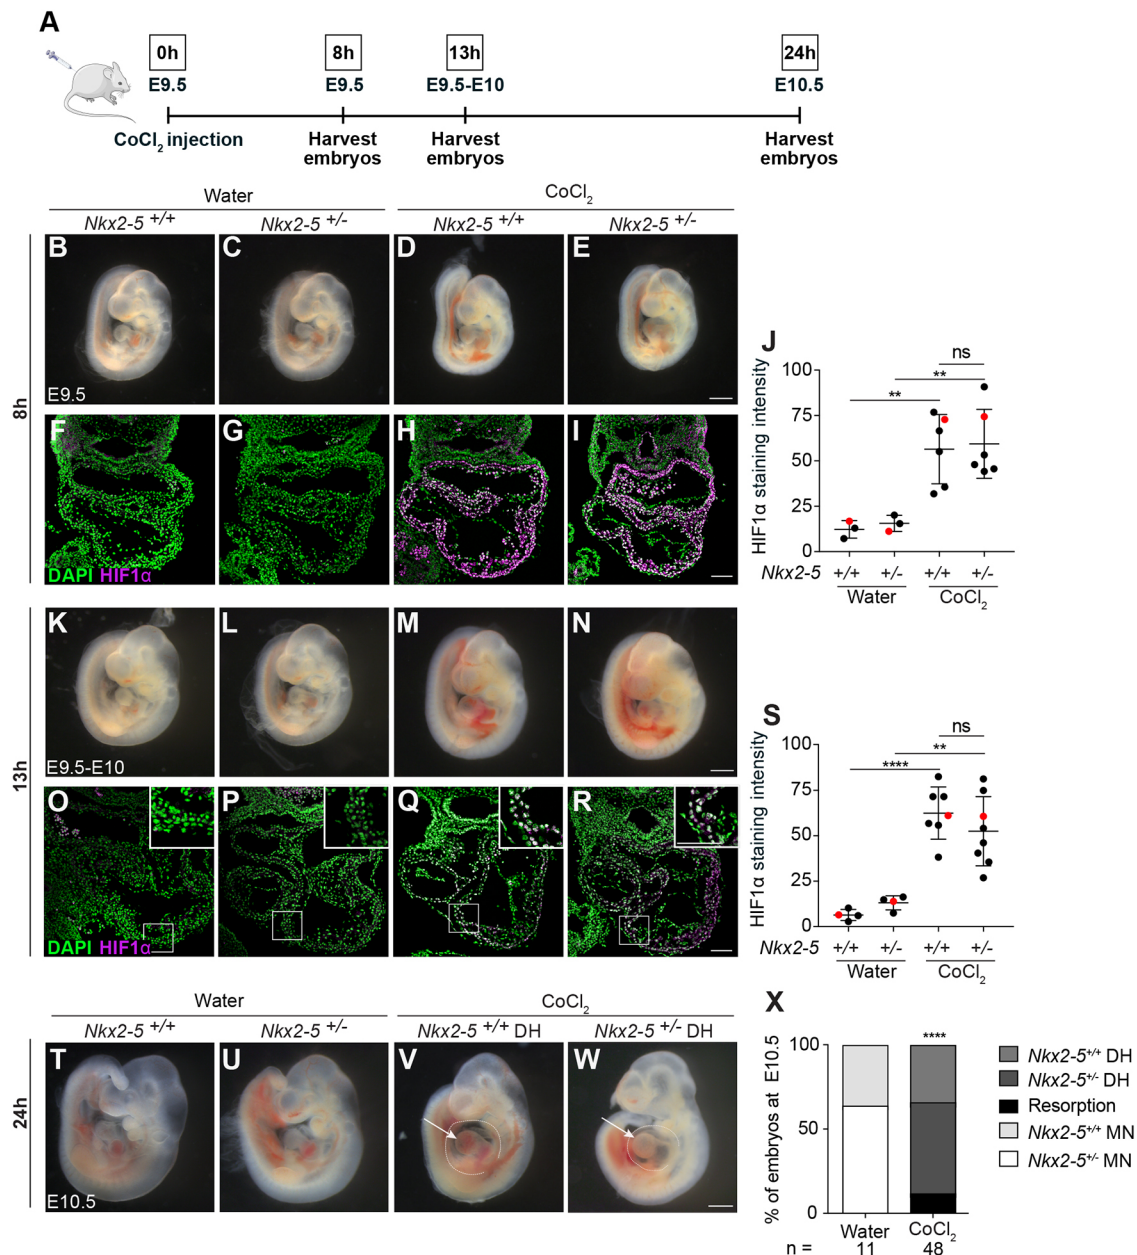 A
0h 8h 13h 24h
E9.5 E9.5 E9.5-E10 E10.5
CoCl2 injection Harvest embryos Harvest embryos Harvest embryos
Water CoCl2
Nkx2-5 +/+ Nkx2-5 +/- Nkx2-5 +/+ Nkx2-5 +/-
8h
B C D E
E9.5
F G H I
DAPI HIF1α
J
HIF1α staining intensity
ns
**
**
100
75
50
25
0
Nkx2-5 +/+ +/- +/+ +/-
Water CoCl2
13h
K L M N
E9.5-E10
O P Q R
DAPI HIF1α
S
HIF1α staining intensity
ns
**
****
100
75
50
25
0
Nkx2-5 +/+ +/- +/+ +/-
Water CoCl2
Water CoCl2
Nkx2-5 +/+ Nkx2-5 +/- Nkx2-5 +/+ DH Nkx2-5 +/- DH
24h
T U V W
E10.5
X
% of embryos at E10.5
****
100
50
0
Water CoCl2
n = 11 48
Nkx2-5+/+ DH
Nkx2-5+/- DH
Resorption
Nkx2-5+/+ MN
Nkx2-5+/- MN